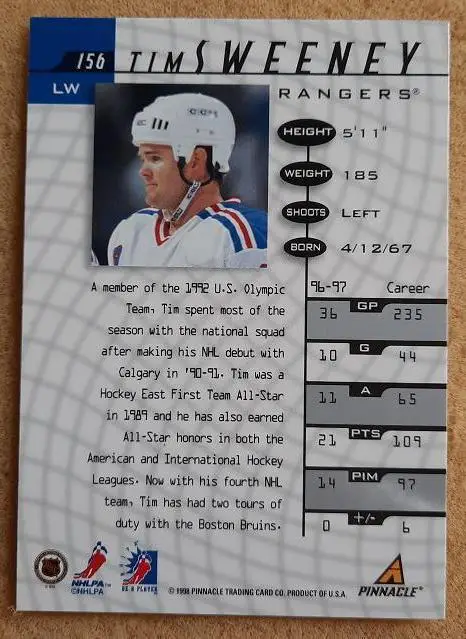 156 TIM SWEENEY
LW RANGERS®
HEIGHT 5'11"
WEIGHT 185
SHOOTS LEFT
BORN 4/12/67
CCM
A member of the 1992 U.S. Olympic
Team, Tim spent most of the
season with the national squad
after making his NHL debut with
Calgary in '90-91. Tim was a
Hockey East First Team All-Star
in 1989 and he has also earned
All-Star honors in both the
American and International Hockey
Leagues. Now with his fourth NHL
team, Tim has had two tours of
duty with the Boston Bruins.
96-97 Career
36 GP 235
10 G 44
11 A 65
21 PTS 109
14 PIM 97
0 +/- 6
NHLPA™
©NHLPA
BE A PLAYER
© 1998 PINNACLE TRADING CARD CO. PRODUCT OF U.S.A.
PINNACLE